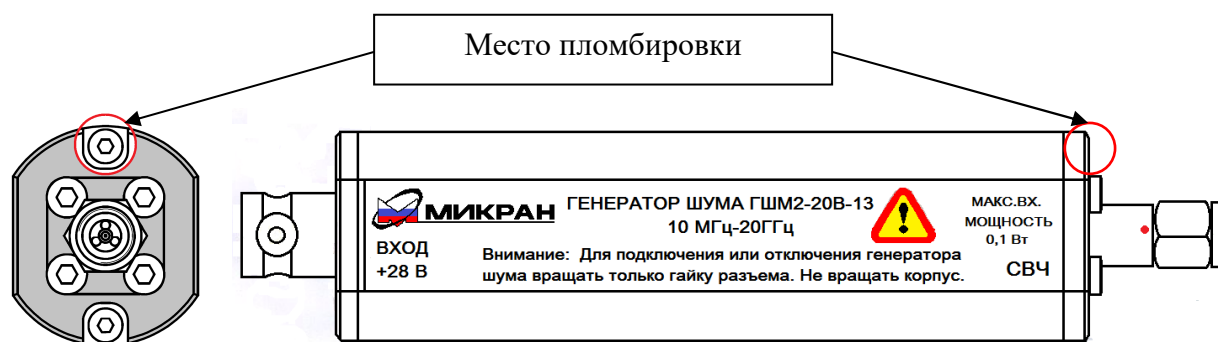 Место пломбировки
МИКРАН
ГЕНЕРАТОР ШУМА ГШМ2-20В-13
10 МГц-20ГГц
МАКС.ВХ.
МОЩНОСТЬ
0,1 Вт
ВХОД
+28 В
Внимание: Для подключения или отключения генератора
шума вращать только гайку разъема. Не вращать корпус.
СВЧ